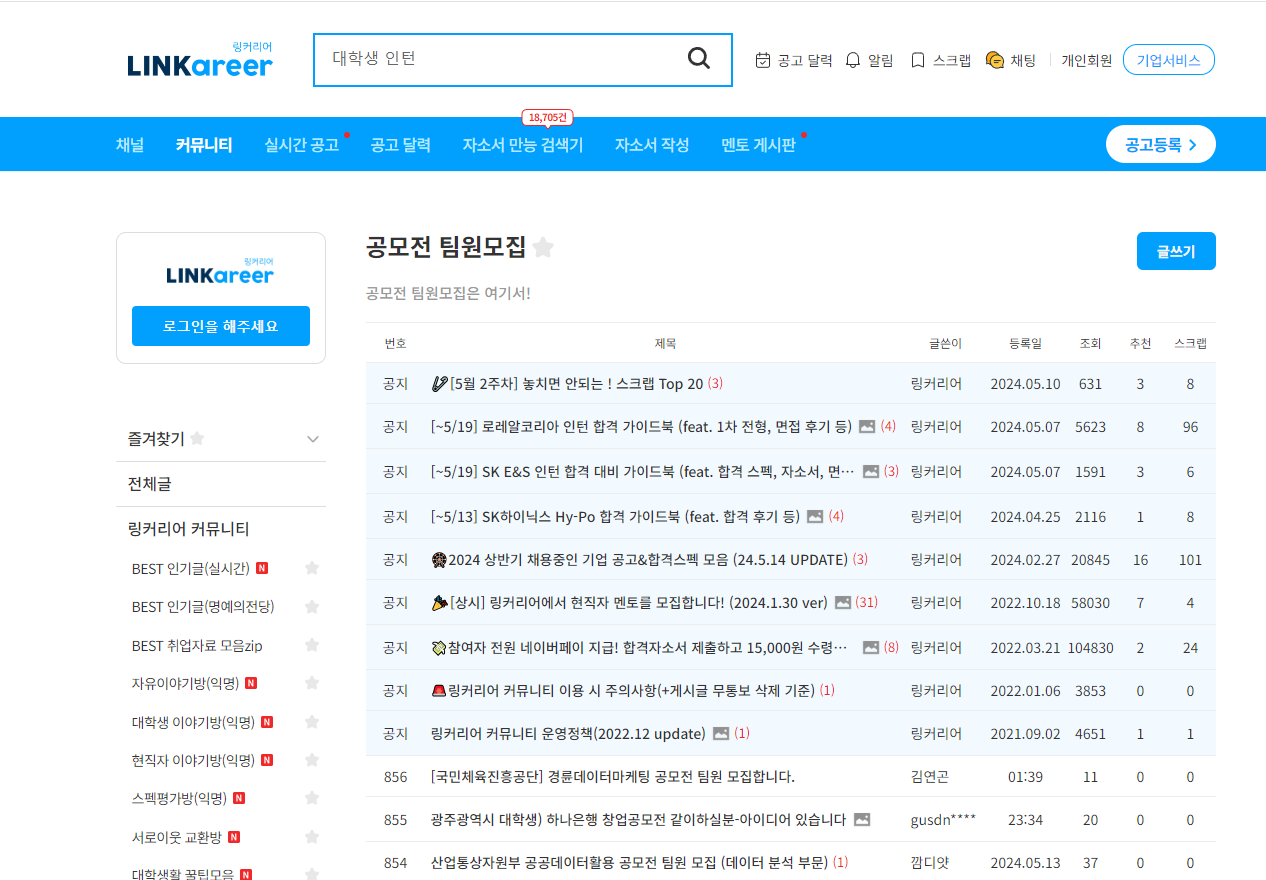 링커리어
LINKareer
대학생 인턴
공고 달력 알림 스크랩 채팅 개인회원 기업서비스
18,705건
채널 커뮤니티 실시간 공고 공고 달력 자소서 만능 검색기 자소서 작성 멘토 게시판 공고등록
링커리어
LINKareer
로그인을 해주세요
즐겨찾기
전체글
링커리어 커뮤니티
BEST 인기글(실시간) N
BEST 인기글(명예의전당)
BEST 취업자료 모음zip
자유이야기방(익명) N
대학생 이야기방(익명) N
현직자 이야기방(익명) N
스펙평가방(익명) N
서로이웃 교환방 N
대학생활 꿀팁모음 N
공모전 팀원모집
글쓰기
공모전 팀원모집은 여기서!
번호 제목 글쓴이 등록일 조회 추천 스크랩
공지 [5월 2주차] 놓치면 안되는 ! 스크랩 Top 20 (3) 링커리어 2024.05.10 631 3 8
공지 [~5/19] 로레알코리아 인턴 합격 가이드북 (feat. 1차 전형, 면접 후기 등) (4) 링커리어 2024.05.07 5623 8 96
공지 [~5/19] SK E&S 인턴 합격 대비 가이드북 (feat. 합격 스펙, 자소서, 면··· (3) 링커리어 2024.05.07 1591 3 6
공지 [~5/13] SK하이닉스 Hy-Po 합격 가이드북 (feat. 합격 후기 등) (4) 링커리어 2024.04.25 2116 1 8
공지 2024 상반기 채용중인 기업 공고&합격스펙 모음 (24.5.14 UPDATE) (3) 링커리어 2024.02.27 20845 16 101
공지 [상시] 링커리어에서 현직자 멘토를 모집합니다! (2024.1.30 ver) (31) 링커리어 2022.10.18 58030 7 4
공지 참여자 전원 네이버페이 지급! 합격자소서 제출하고 15,000원 수령··· (8) 링커리어 2022.03.21 104830 2 24
공지 링커리어 커뮤니티 이용 시 주의사항(+게시글 무통보 삭제 기준) (1) 링커리어 2022.01.06 3853 0 0
공지 링커리어 커뮤니티 운영정책(2022.12 update) (1) 링커리어 2021.09.02 4651 1 1
856 [국민체육진흥공단] 경륜데이터마케팅 공모전 팀원 모집합니다. 김연곤 01:39 11 0 0
855 광주광역시 대학생) 하나은행 창업공모전 같이하실분-아이디어 있습니다 gusdn**** 23:34 20 0 0
854 산업통상자원부 공공데이터활용 공모전 팀원 모집 (데이터 분석 부문) (1) 깜디얏 2024.05.13 37 0 0